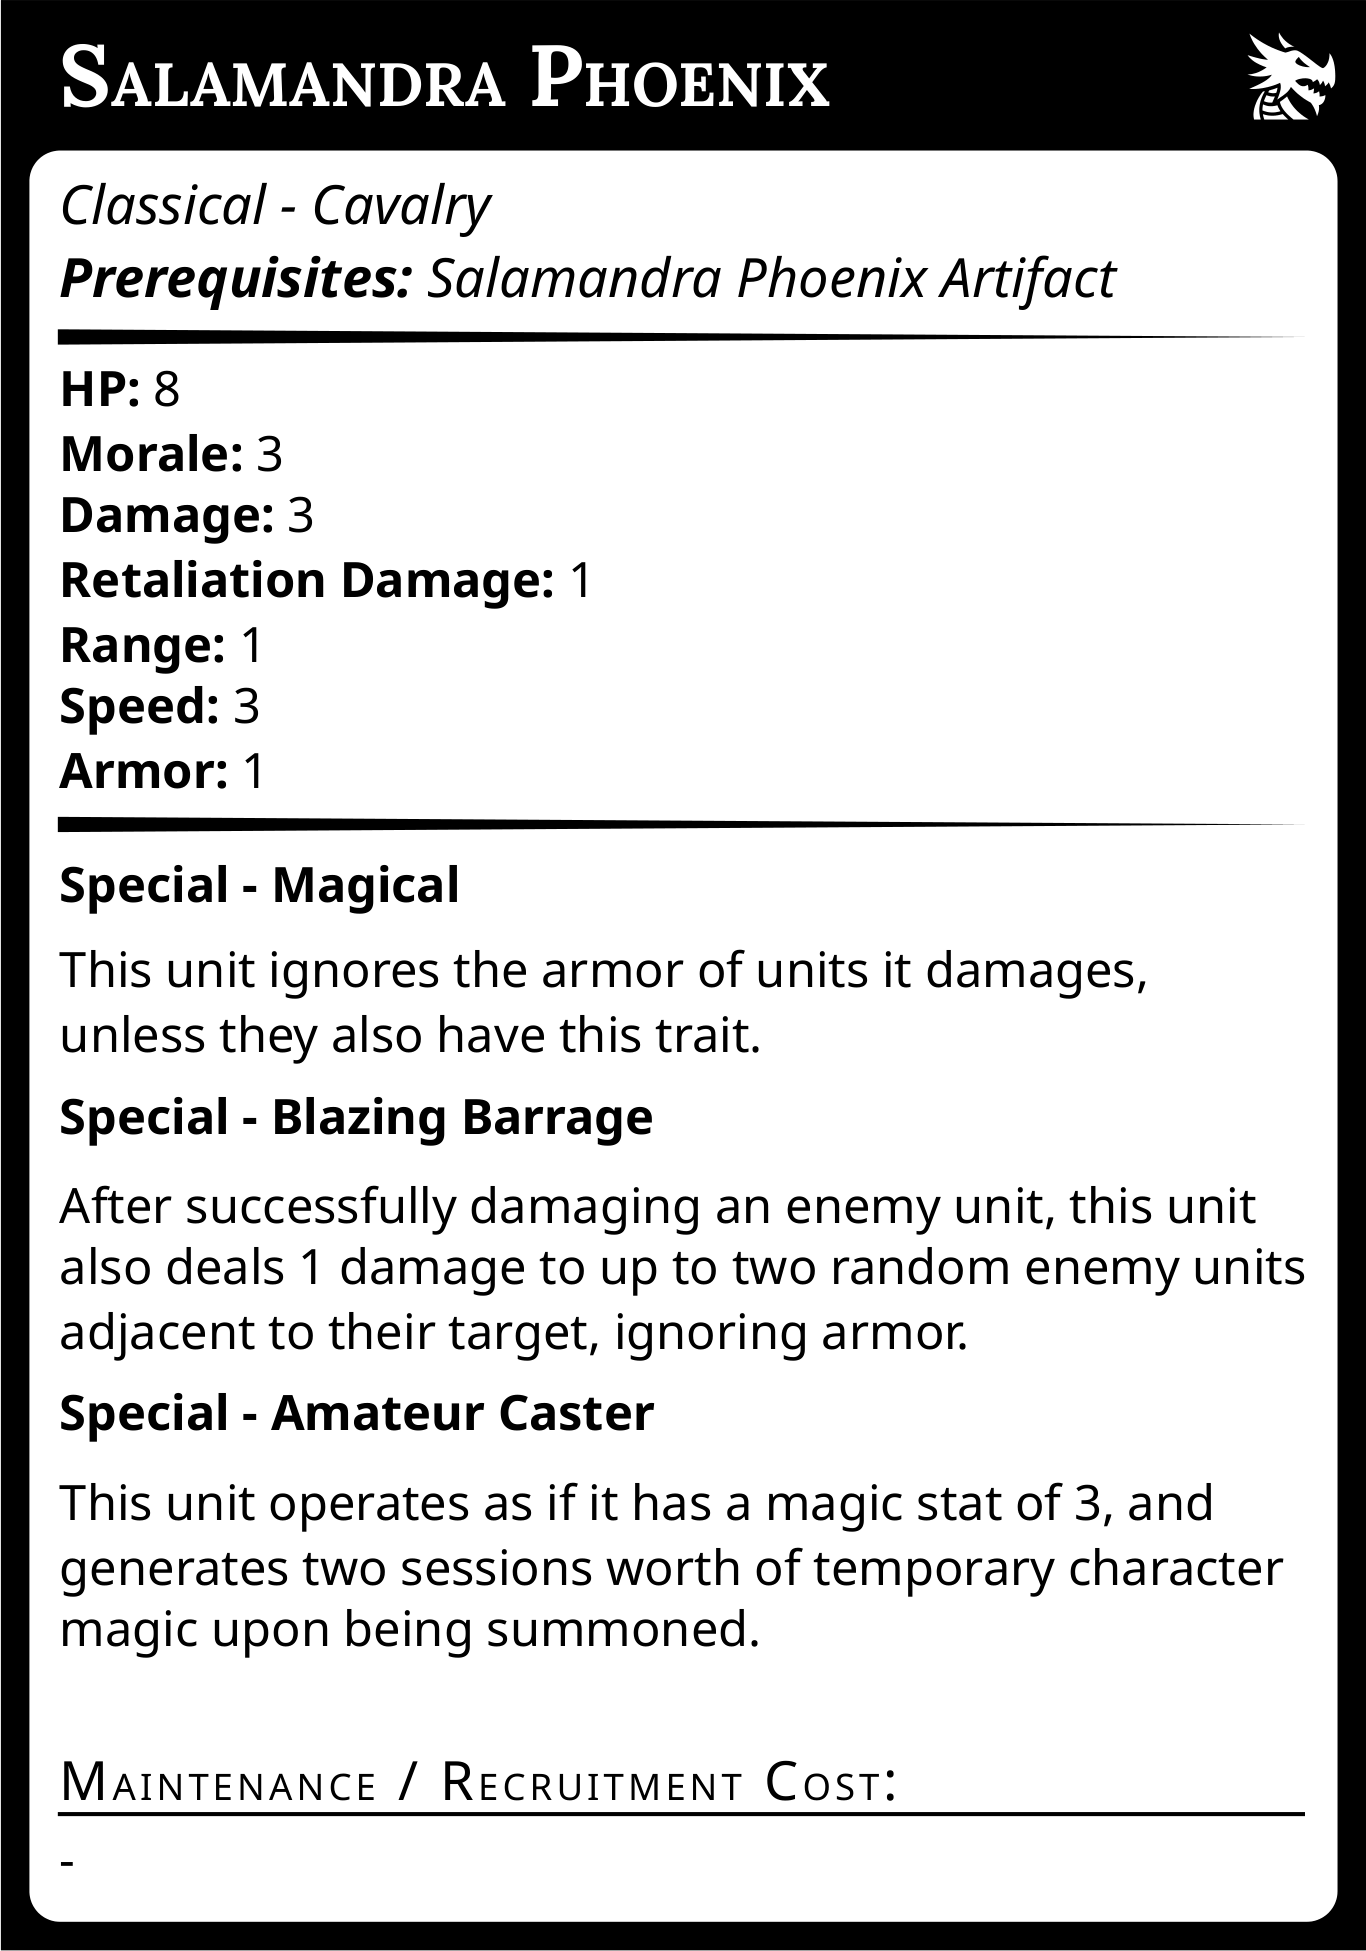 Salamandra Phoenix
Classical - Cavalry
Prerequisites: Salamandra Phoenix Artifact
HP: 8
Morale: 3
Damage: 3
Retaliation Damage: 1
Range: 1
Speed: 3
Armor: 1
Special - Magical
This unit ignores the armor of units it damages,
unless they also have this trait.
Special - Blazing Barrage
After successfully damaging an enemy unit, this unit
also deals 1 damage to up to two random enemy units
adjacent to their target, ignoring armor.
Special - Amateur Caster
This unit operates as if it has a magic stat of 3, and
generates two sessions worth of temporary character
magic upon being summoned.
Maintenance / Recruitment Cost:
-